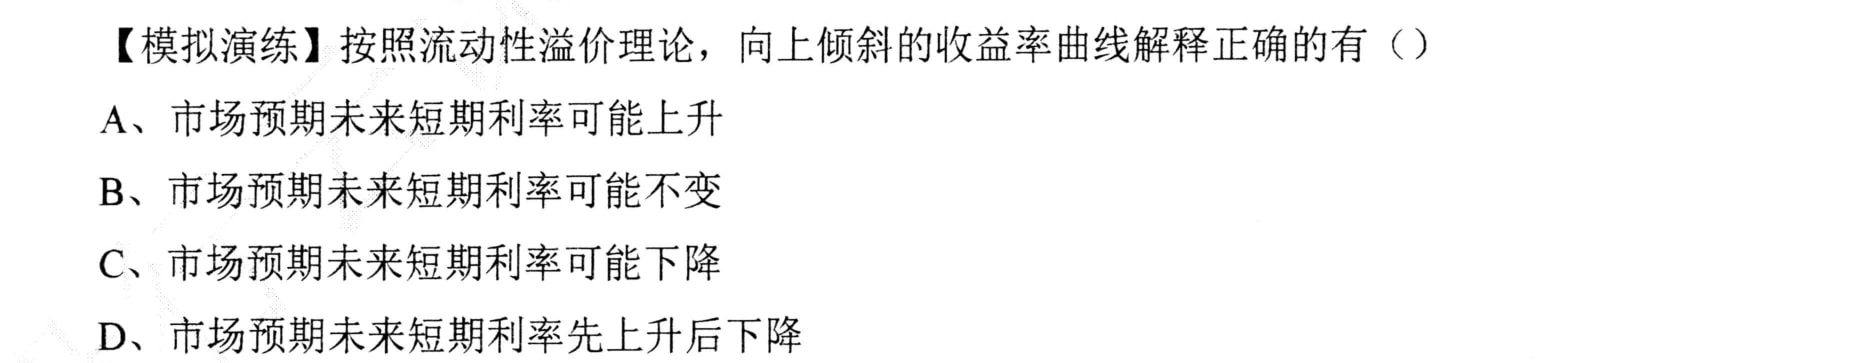 【模拟演练】按照流动性溢价理论，向上倾斜的收益率曲线解释正确的有（）
A、市场预期未来短期利率可能上升
B、市场预期未来短期利率可能不变
C、市场预期未来短期利率可能下降
D、市场预期未来短期利率先上升后下降